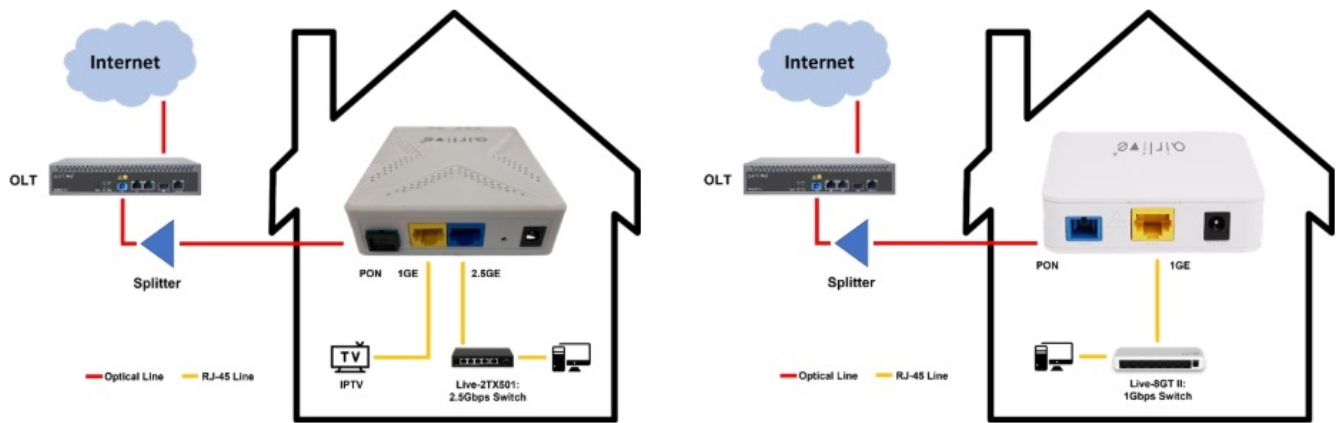 Internet
OLT
Splitter
airlive
PON 1GE 2.5GE
TV
IPTV
Live-2TX501:
2.5Gbps Switch
Optical Line RJ-45 Line
Internet
OLT
Splitter
airlive
PON 1GE
Live-8GT II:
1Gbps Switch
Optical Line RJ-45 Line